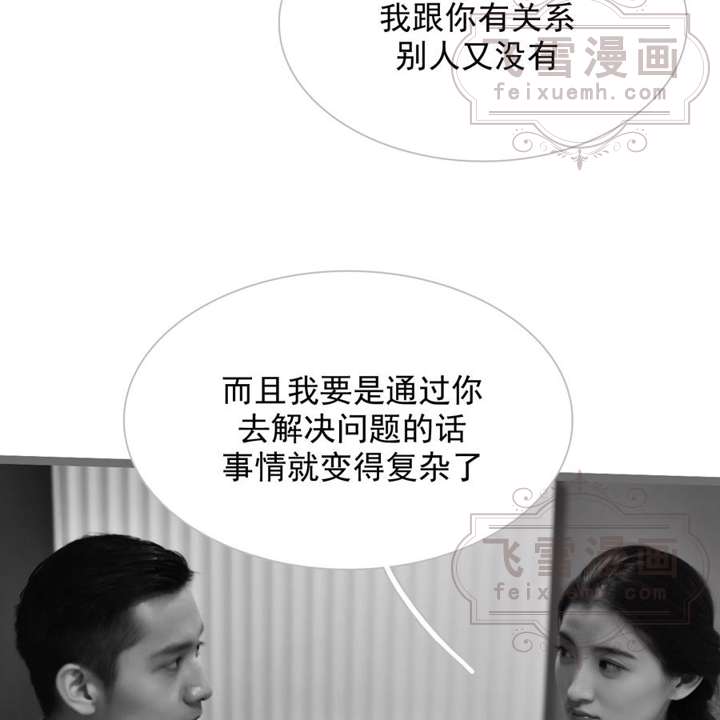 我跟你有关系
别人又没有
飞雪漫画
feixuemh.com
而且我要是通过你
去解决问题的话
事情就变得复杂了
飞雪漫画
feixuemh.com